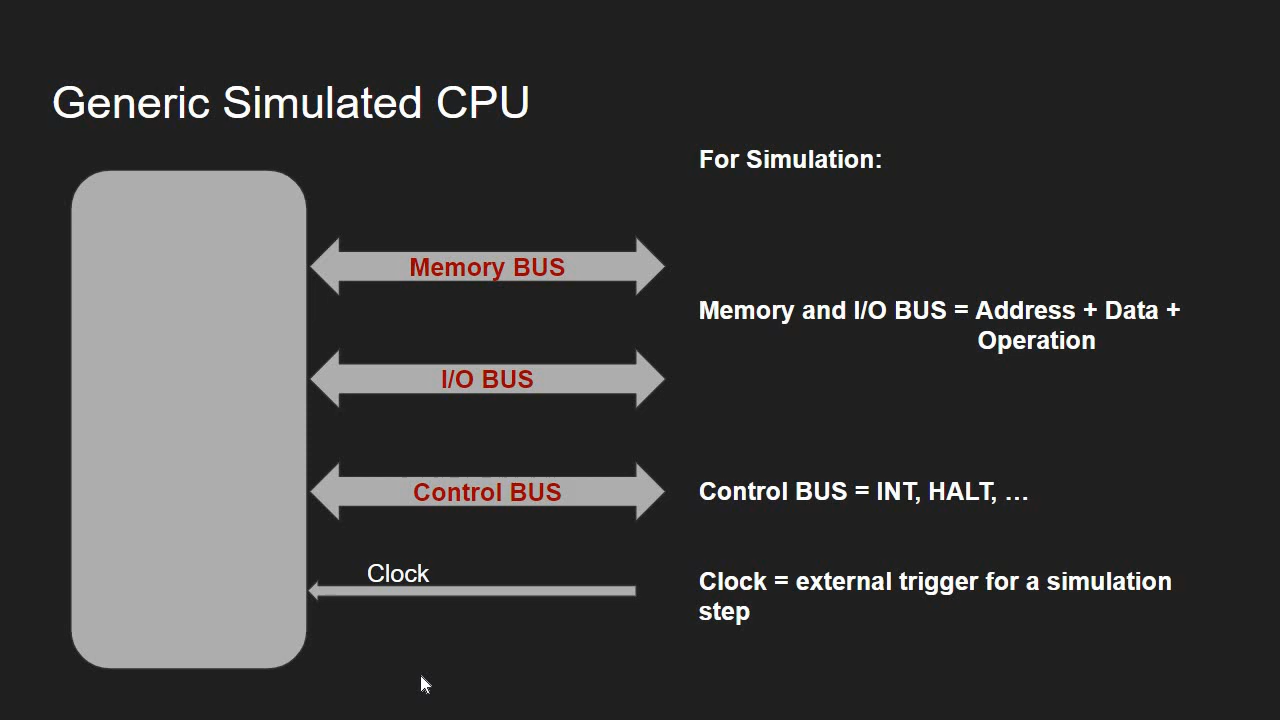 Generic Simulated CPU
For Simulation:
Memory BUS
Memory and I/O BUS = Address + Data +
Operation
I/O BUS
Control BUS
Control BUS = INT, HALT, …
Clock
Clock = external trigger for a simulation
step